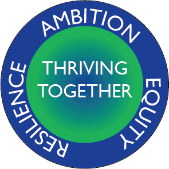 AMBITION
EQUITY
RESILIENCE
THRIVING
TOGETHER